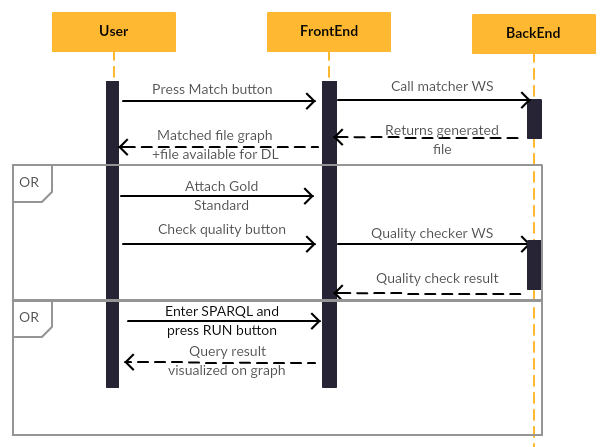 User
FrontEnd
BackEnd
Press Match button
Call matcher WS
Matched file graph
+file available for DL
Returns generated
file
OR
Attach Gold
Standard
Check quality button
Quality checker WS
Quality check result
OR
Enter SPARQL and
press RUN button
Query result
visualized on graph